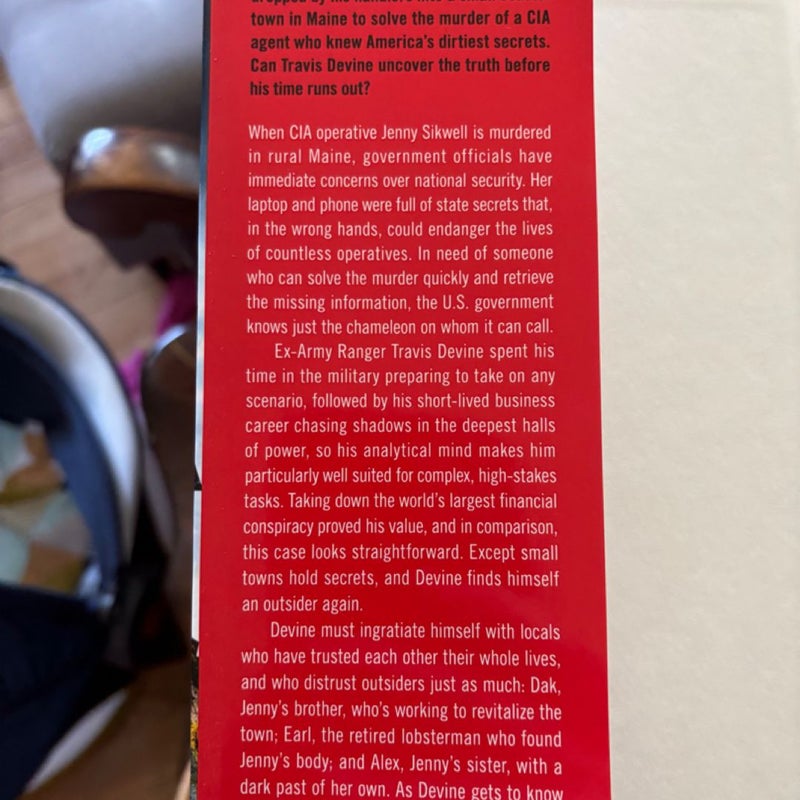 town in Maine to solve the murder of a CIA
agent who knew America's dirtiest secrets.
Can Travis Devine uncover the truth before
his time runs out?
When CIA operative Jenny Sikwell is murdered
in rural Maine, government officials have
immediate concerns over national security. Her
laptop and phone were full of state secrets that,
in the wrong hands, could endanger the lives
of countless operatives. In need of someone
who can solve the murder quickly and retrieve
the missing information, the U.S. government
knows just the chameleon on whom it can call.
Ex-Army Ranger Travis Devine spent his
time in the military preparing to take on any
scenario, followed by his short-lived business
career chasing shadows in the deepest halls
of power, so his analytical mind makes him
particularly well suited for complex, high-stakes
tasks. Taking down the world's largest financial
conspiracy proved his value, and in comparison,
this case looks straightforward. Except small
towns hold secrets, and Devine finds himself
an outsider again.
Devine must ingratiate himself with locals
who have trusted each other their whole lives,
and who distrust outsiders just as much: Dak,
Jenny's brother, who's working to revitalize the
town; Earl, the retired lobsterman who found
Jenny's body; and Alex, Jenny's sister, with a
dark past of her own. As Devine gets to know